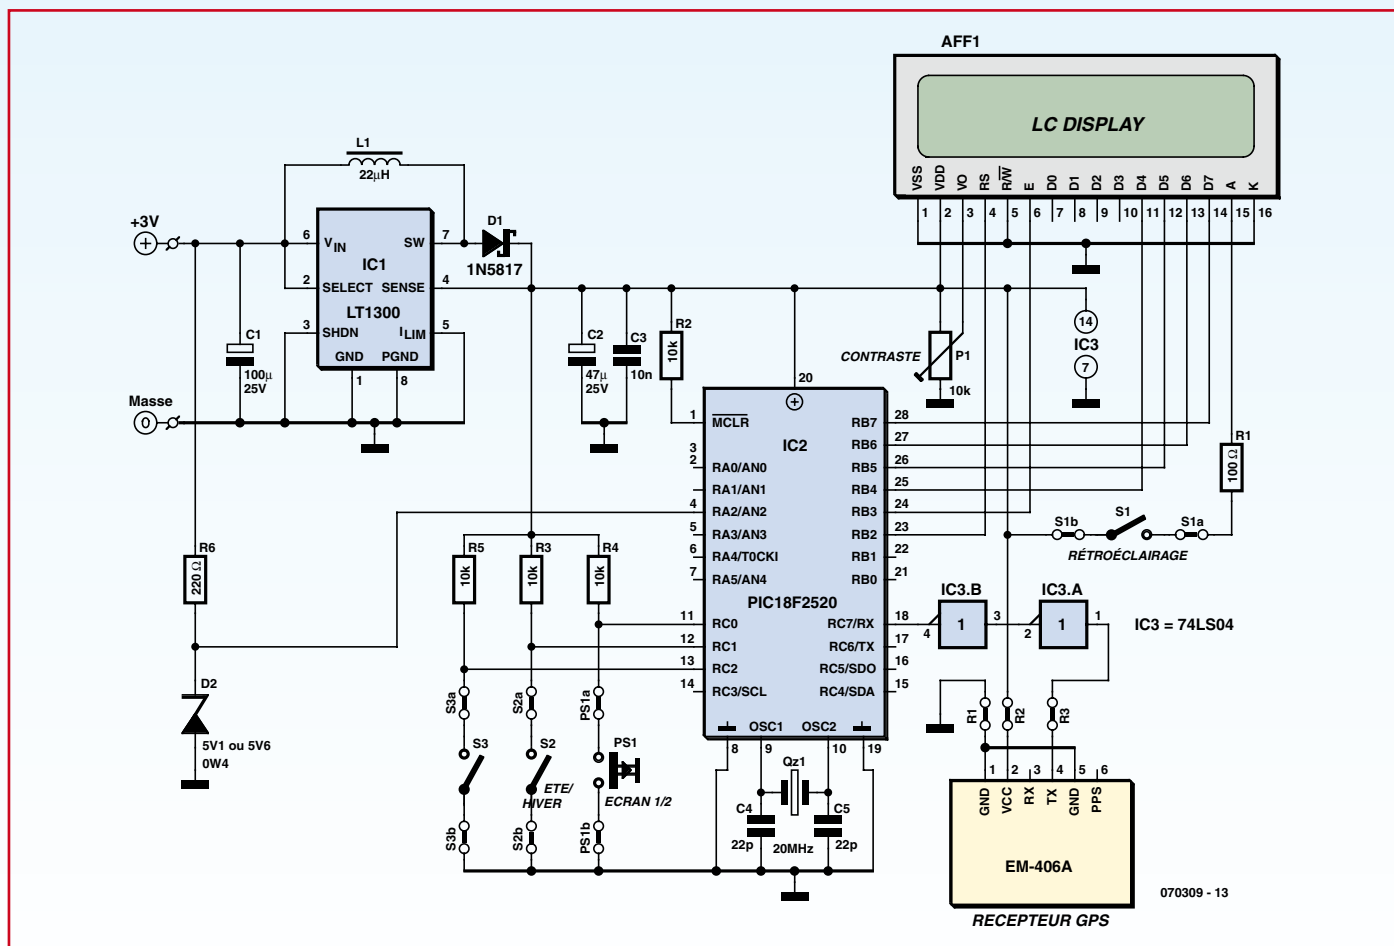 AFF1
LC DISPLAY
VSS VDD VO RS R/W E D0 D1 D2 D3 D4 D5 D6 D7 A K
1 2 3 4 5 6 7 8 9 10 11 12 13 14 15 16
L1
22µH
+3V
6 VIN SW 7
IC1
D1
1N5817
2 SELECT SENSE 4
LT1300
3 SHDN ILIM 5
GND PGND
1 8
C1
100µ
25V
Masse
0
C2
47µ
25V
C3
10n
R2
10k
CONTRASTE
P1
10k
14
IC3
7
20
1 MCLR RB7 28
IC2
3
2 RA0/AN0 RB6 27
RB5 26
RA1/AN1 RB4 25
4 RA2/AN2 RB3 24
5 RA3/AN3 RB2 23
6 RA4/T0CKI RB1 22
7 RA5/AN4 RB0 21
PIC18F2520
11 RC0 RC7/RX 18
12 RC1 RC6/TX 17
13 RC2 RC5/SDO 16
14 RC3/SCL RC4/SDA 15
OSC1 OSC2
8 9 10 19
R1
100 Ω
S1b S1 S1a
RÉTROÉCLAIRAGE
IC3.B IC3.A
4 1 3 2 1 1
IC3 = 74LS04
R6
220 Ω
R5 R3 R4
10k 10k 10k
D2
5V1 ou 5V6
0W4
S3a S2a PS1a
S3 S2 PS1
ETE/
HIVER
ECRAN 1/2
S3b S2b PS1b
Qz1
C4 C5
22p 20MHz 22p
R1 R2 R3
1 2 3 4 5 6
GND VCC RX TX GND PPS
EM-406A
RECEPTEUR GPS
070309 - 13